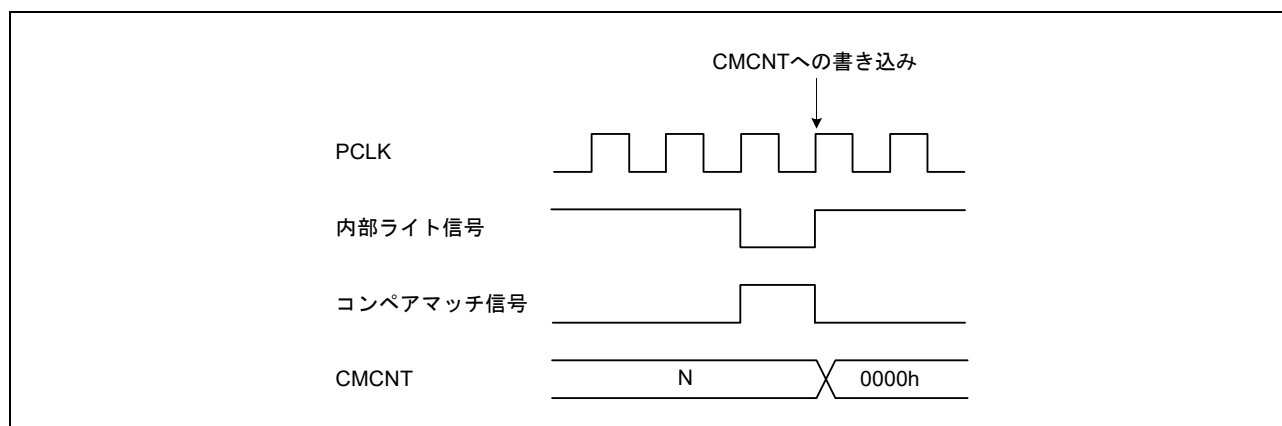 CMCNTへの書き込み
PCLK
内部ライト信号
コンペアマッチ信号
CMCNT
N
0000h